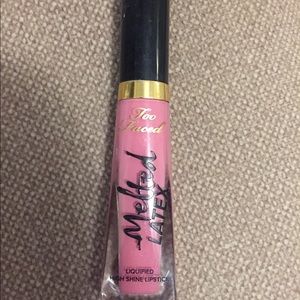 Too
Faced
Melted
LATEX
LIQUIFIED
HIGH SHINE LIPSTICK